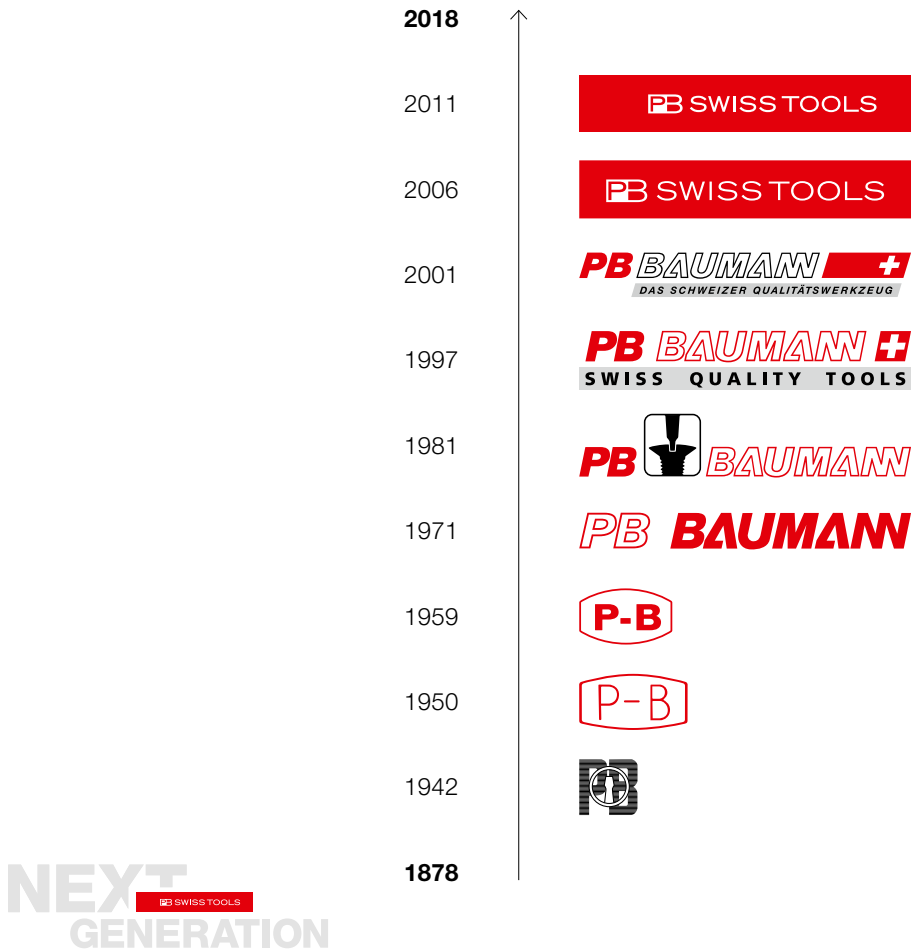 2018
2011
PB SWISS TOOLS
2006
PB SWISS TOOLS
2001
PB BAUMANN
DAS SCHWEIZER QUALITÄTSWERKZEUG
1997
PB BAUMANN
SWISS QUALITY TOOLS
1981
PB BAUMANN
1971
PB BAUMANN
1959
P-B
1950
P-B
1942
PB
1878
NEXT
PB SWISS TOOLS
GENERATION